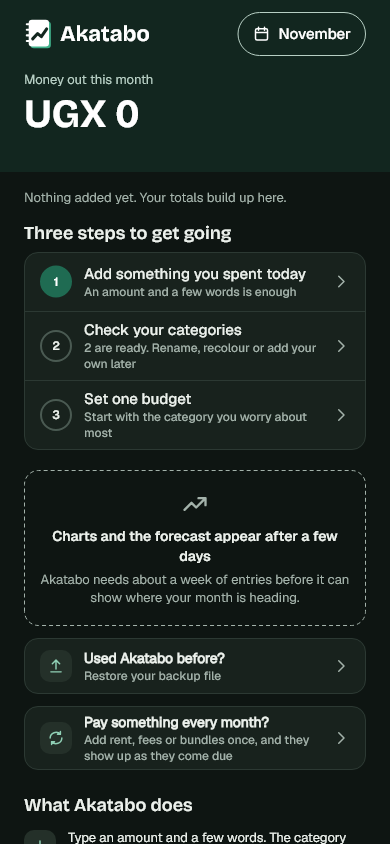 Akatabo
November
Money out this month
UGX 0
Nothing added yet. Your totals build up here.
Three steps to get going
1
Add something you spent today
An amount and a few words is enough
2
Check your categories
2 are ready. Rename, recolour or add your
own later
3
Set one budget
Start with the category you worry about
most
Charts and the forecast appear after a few
days
Akatabo needs about a week of entries before it can
show where your month is heading.
Used Akatabo before?
Restore your backup file
Pay something every month?
Add rent, fees or bundles once, and they
show up as they come due
What Akatabo does
Type an amount and a few words. The category